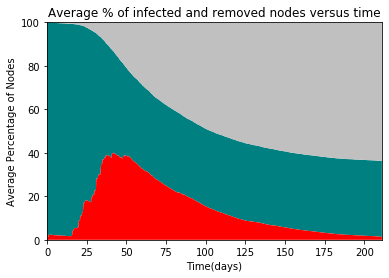 Average % of infected and removed nodes versus time
100
80
60
40
20
0
Average Percentage of Nodes
0 25 50 75 100 125 150 175 200
Time(days)